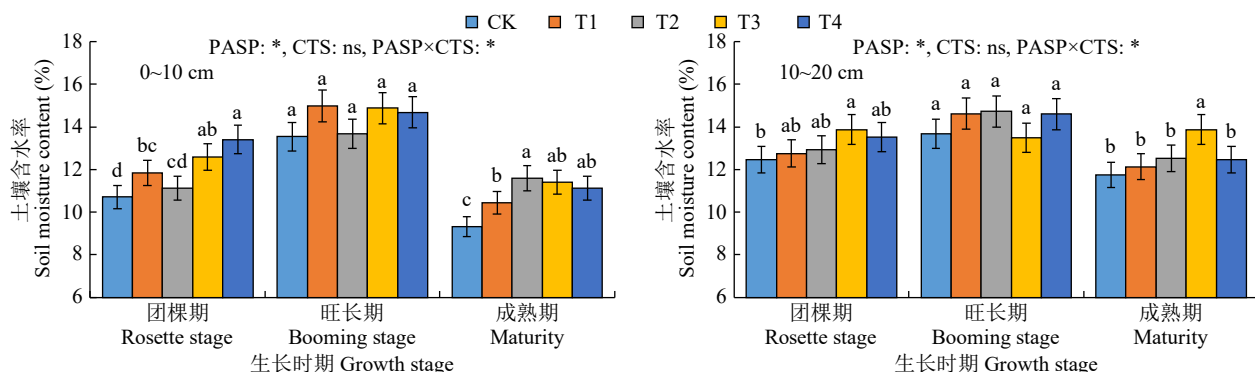 CK T1 T2 T3 T4
18
16
14
12
10
8
6
土壤含水率
Soil moisture content (%)
PASP: *, CTS: ns, PASP×CTS: *
0~10 cm
d bc cd ab a
a a a a a
c b a ab ab
团棵期 旺长期 成熟期
Rosette stage Booming stage Maturity
生长时期 Growth stage
18
16
14
12
10
8
6
土壤含水率
Soil moisture content (%)
PASP: *, CTS: ns, PASP×CTS: *
10~20 cm
b ab ab a ab
a a a a a
b b b a b
团棵期 旺长期 成熟期
Rosette stage Booming stage Maturity
生长时期 Growth stage